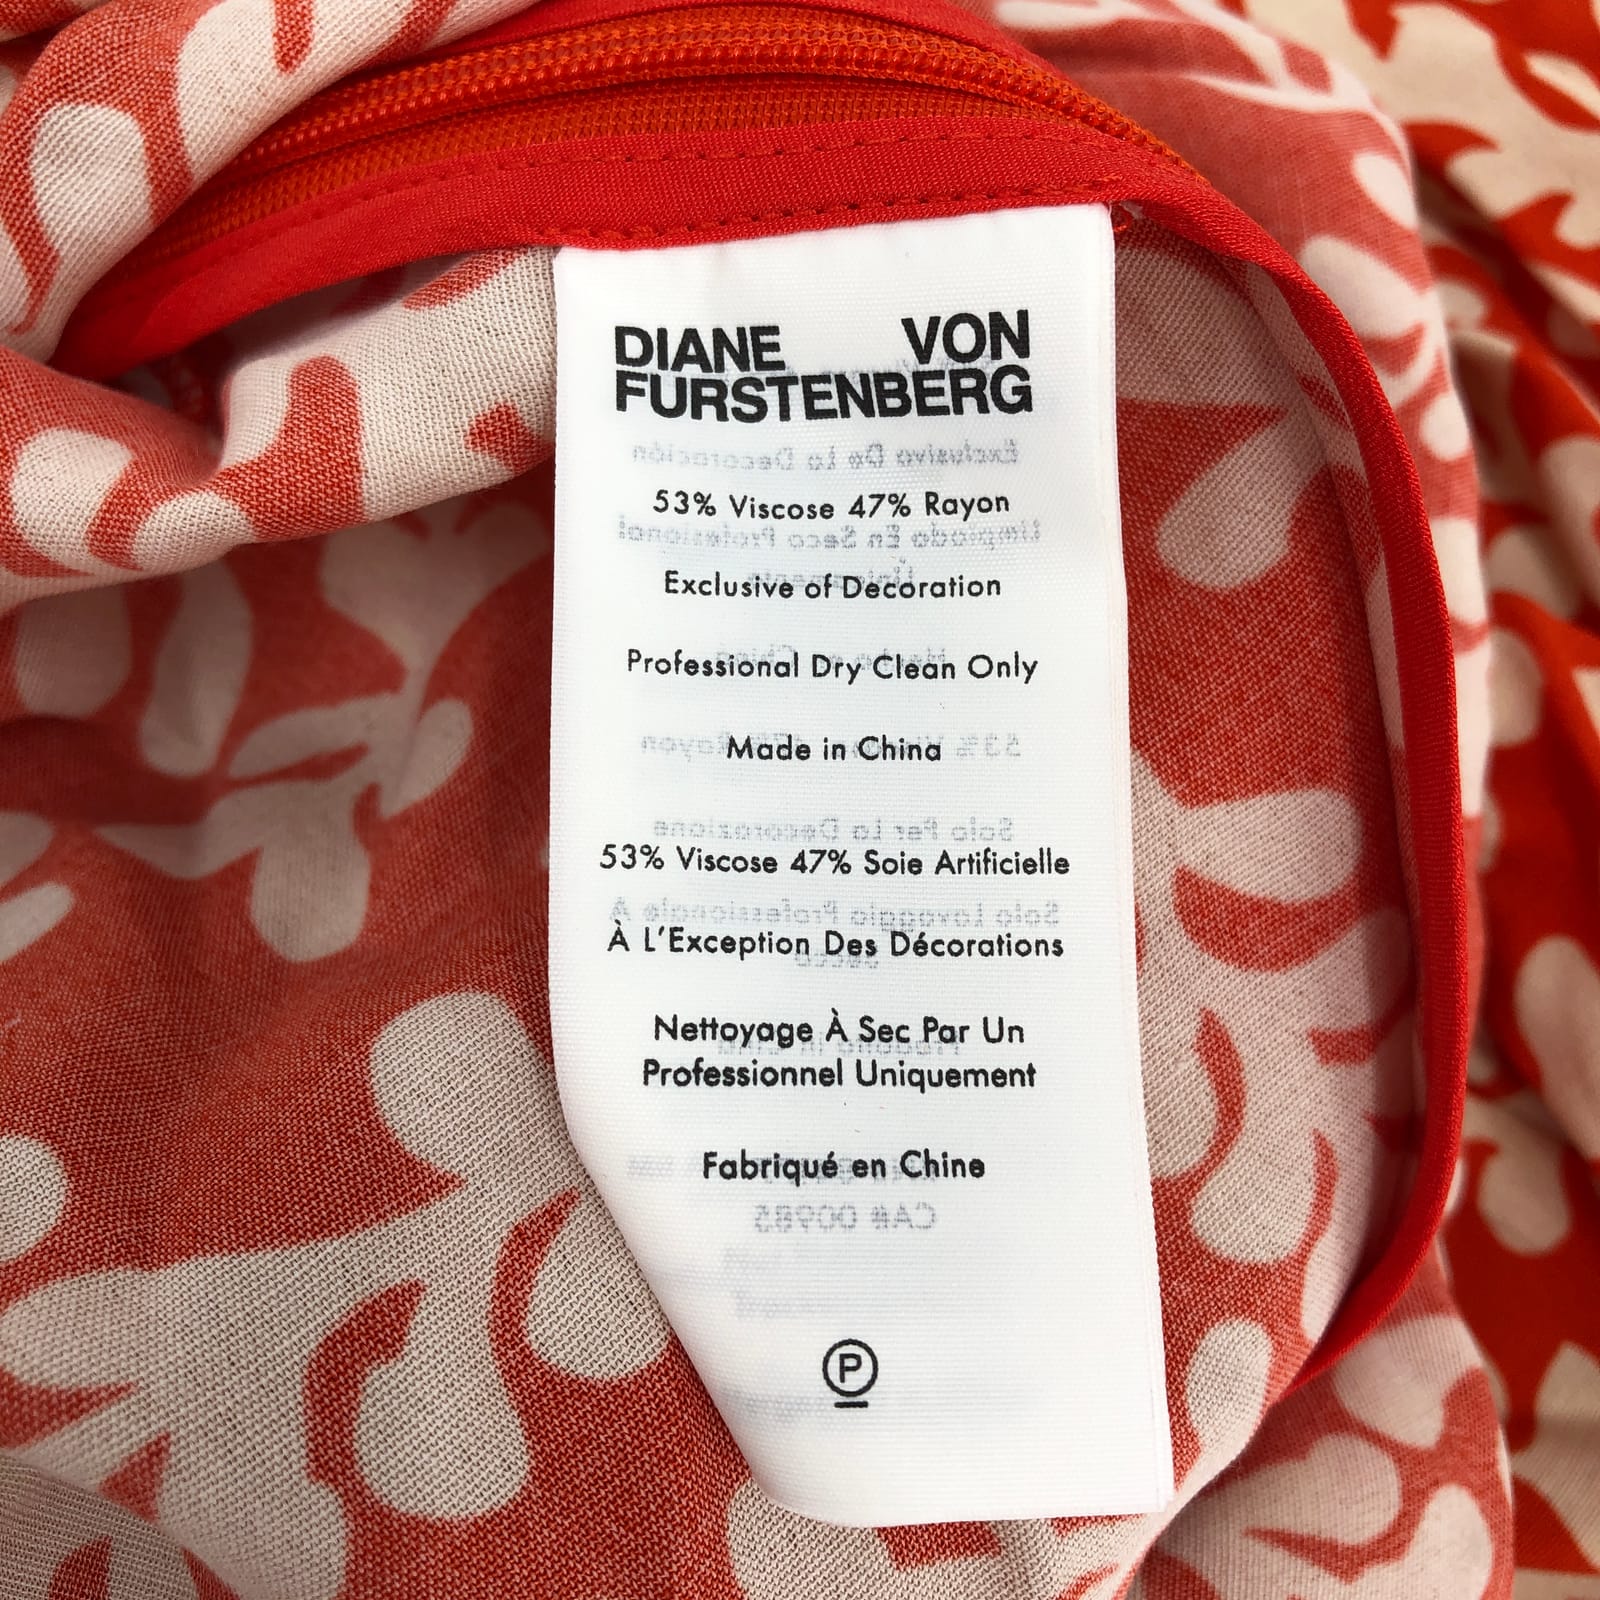 DIANE VON
FURSTENBERG
53% Viscose 47% Rayon
Exclusive of Decoration
Professional Dry Clean Only
Made in China
53% Viscose 47% Soie Artificielle
À L'Exception Des Décorations
Nettoyage À Sec Par Un
Professionnel Uniquement
Fabriqué en Chine
P